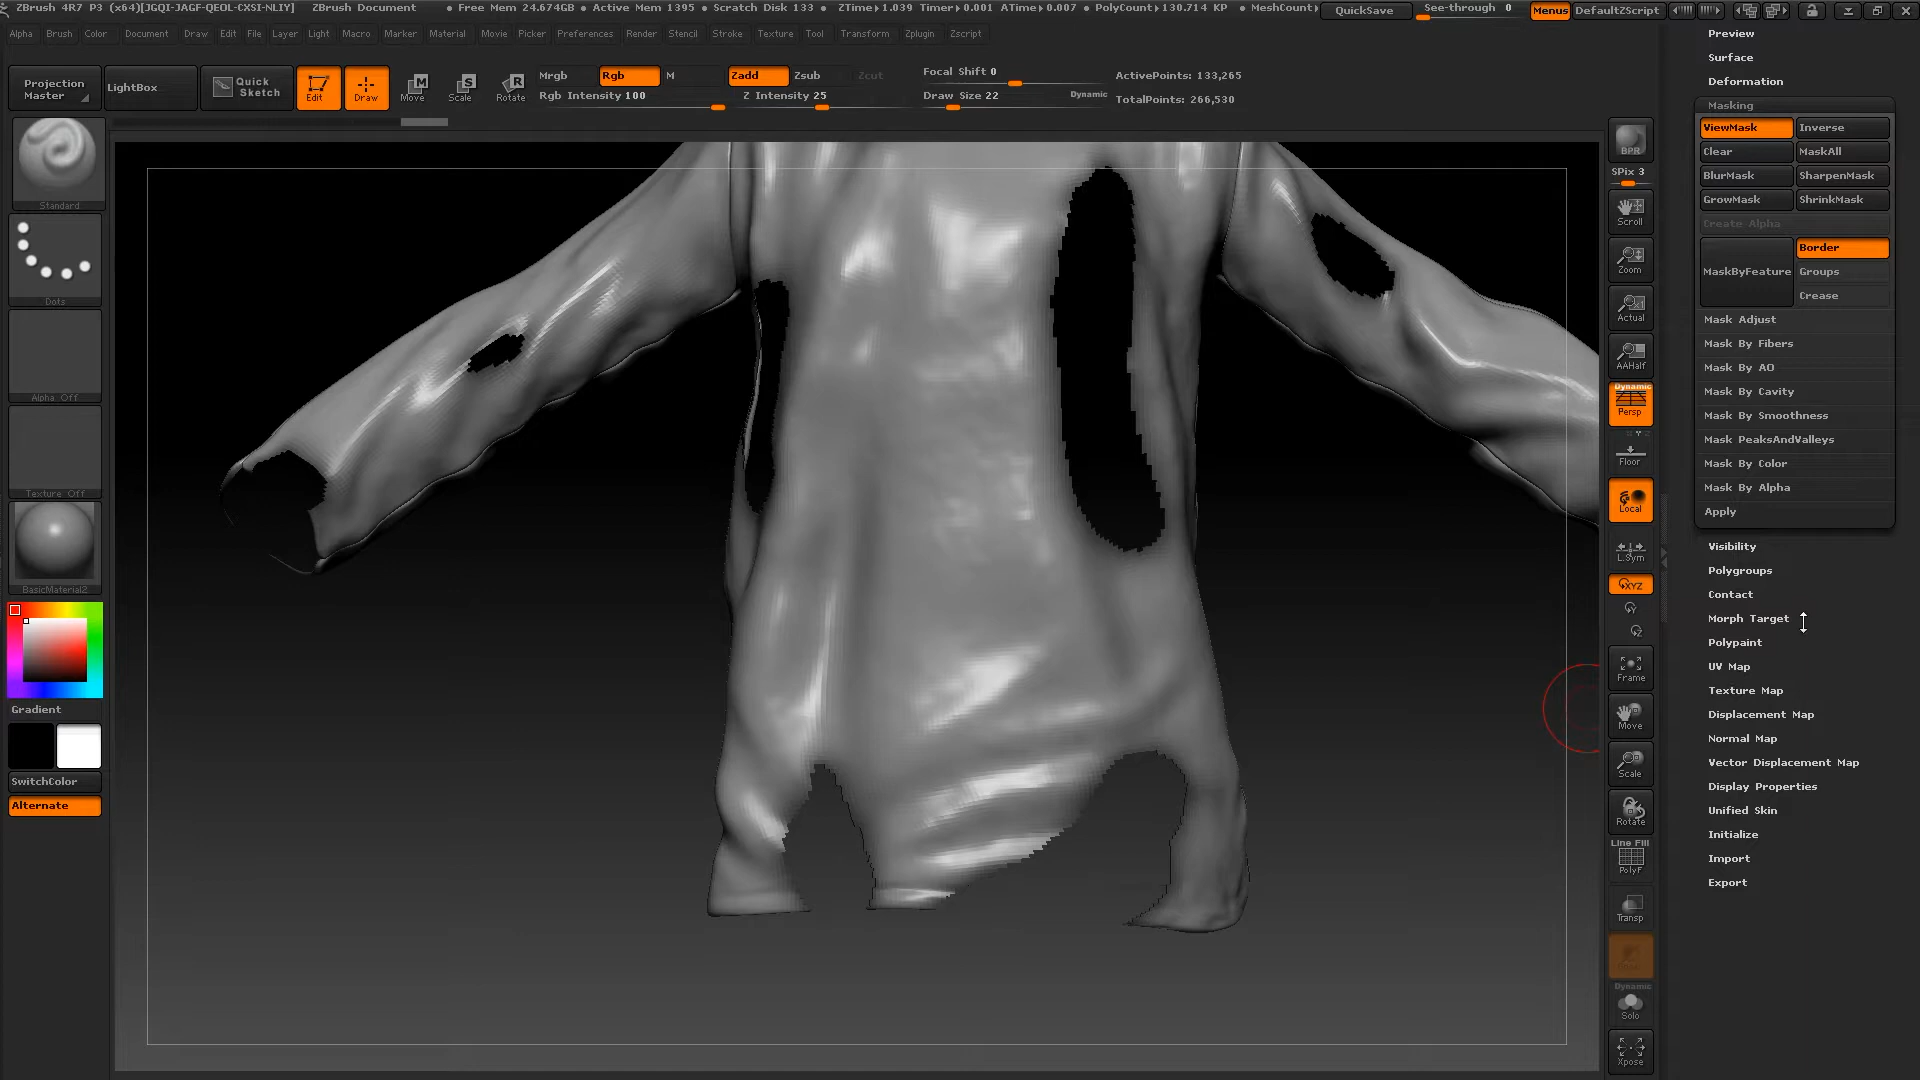 ZBrush 4R7 P3 (x64)[JGQI-JAGF-QEOL-CXSI-NLIY] ZBrush Document • Free Mem 24.674GB • Active Mem 1395 • Scratch Disk 133 • ZTime▸1.039 Timer▸0.001 ATime▸0.007 • PolyCount▸130.714 KP • MeshCount▸ QuickSave See-through 0 Menus DefaultZScript
Alpha Brush Color Document Draw Edit File Layer Light Macro Marker Material Movie Picker Preferences Render Stencil Stroke Texture Tool Transform Zplugin Zscript
Projection Master
LightBox
Quick Sketch
Edit
Draw
Move
Scale
Rotate
Mrgb Rgb M Zadd Zsub Zcut
Rgb Intensity 100 Z Intensity 25
Focal Shift 0
Draw Size 22 Dynamic
ActivePoints: 133,265
TotalPoints: 266,530
Standard
Dots
Alpha Off
Texture Off
BasicMaterial2
Gradient
SwitchColor
Alternate
BPR
SPix 3
Scroll
Zoom
Actual
AAHalf
Dynamic
Persp
Floor
Local
L.Sym
XYZ
Y
Z
Frame
Move
Scale
Rotate
Line Fill
PolyF
Transp
Dynamic
Solo
Xpose
Preview
Surface
Deformation
Masking
ViewMask Inverse
Clear MaskAll
BlurMask SharpenMask
GrowMask ShrinkMask
Create Alpha
MaskByFeature
Border
Groups
Crease
Mask Adjust
Mask By Fibers
Mask By AO
Mask By Cavity
Mask By Smoothness
Mask PeaksAndValleys
Mask By Color
Mask By Alpha
Apply
Visibility
Polygroups
Contact
Morph Target
Polypaint
UV Map
Texture Map
Displacement Map
Normal Map
Vector Displacement Map
Display Properties
Unified Skin
Initialize
Import
Export